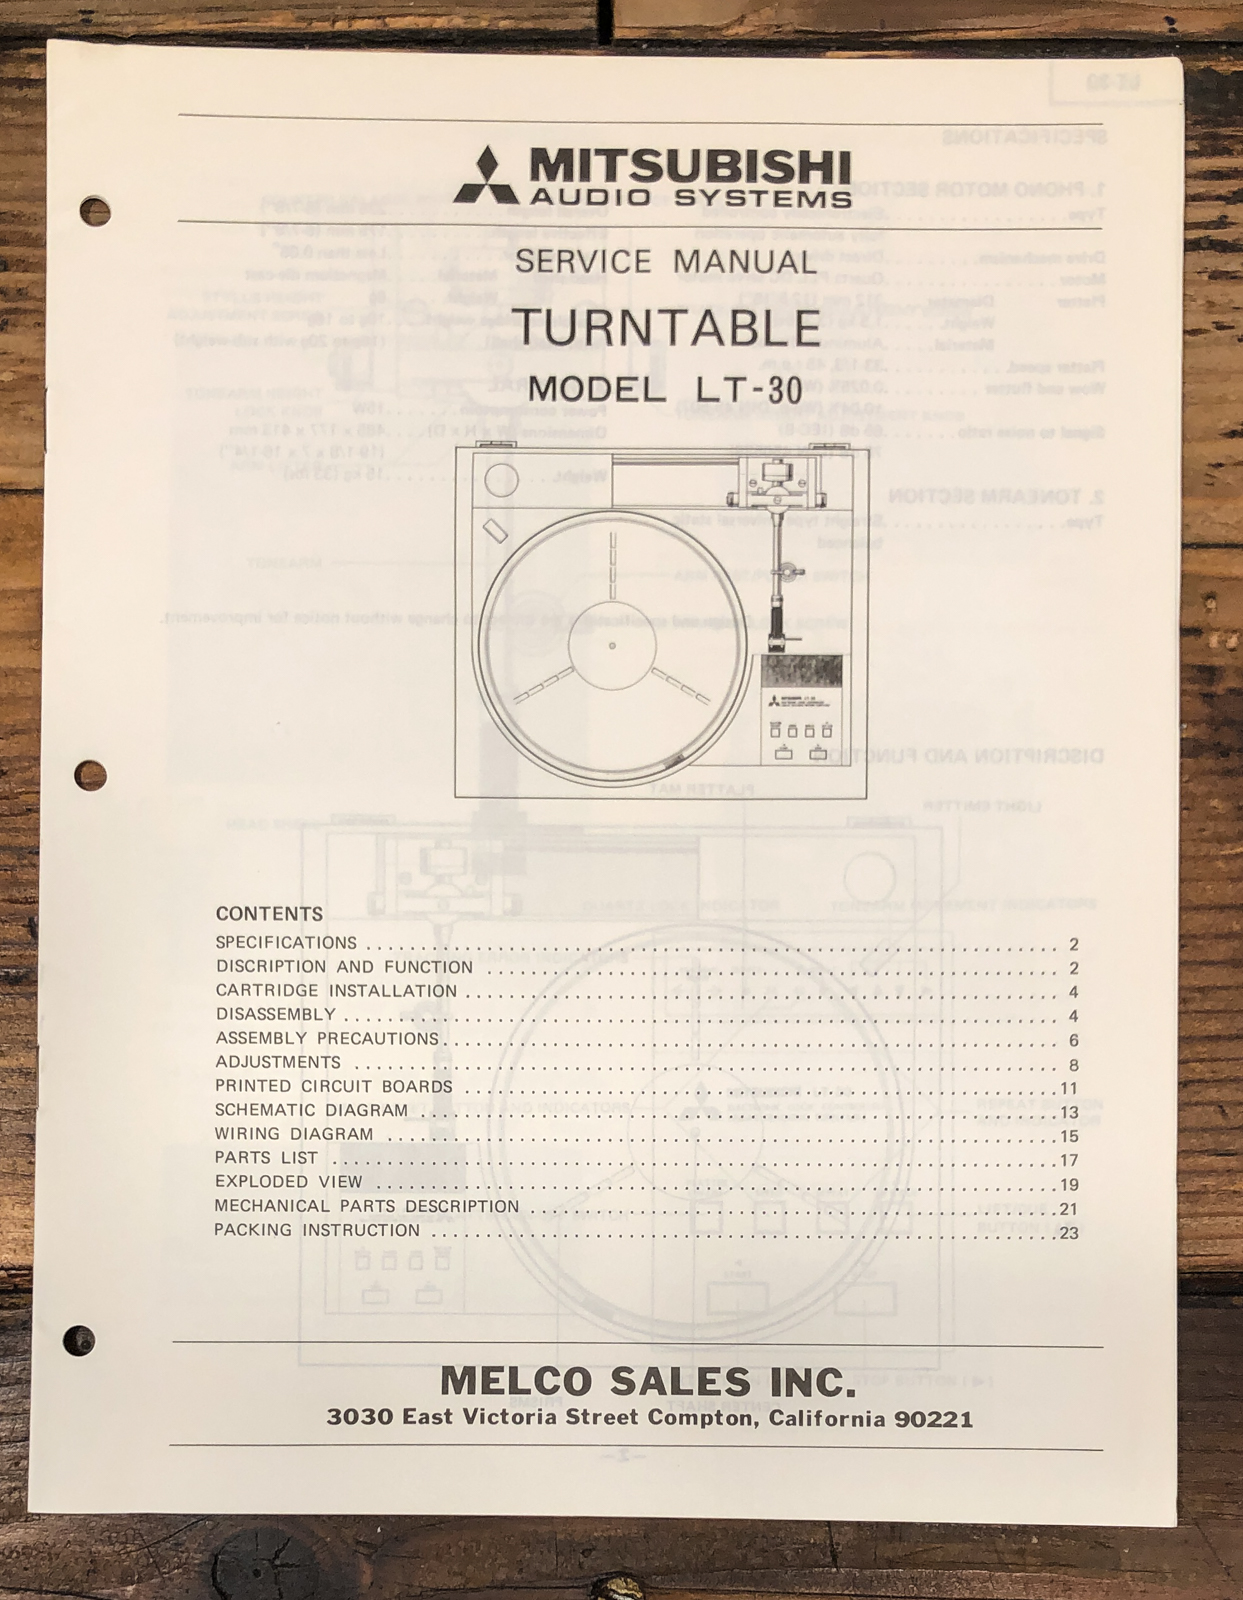 MITSUBISHI
AUDIO SYSTEMS
SERVICE MANUAL
TURNTABLE
MODEL LT-30
MITSUBISHI LT-30
CONTENTS
SPECIFICATIONS 2
DISCRIPTION AND FUNCTION 2
CARTRIDGE INSTALLATION 4
DISASSEMBLY 4
ASSEMBLY PRECAUTIONS 6
ADJUSTMENTS 8
PRINTED CIRCUIT BOARDS 11
SCHEMATIC DIAGRAM 13
WIRING DIAGRAM 15
PARTS LIST 17
EXPLODED VIEW 19
MECHANICAL PARTS DESCRIPTION 21
PACKING INSTRUCTION 23
MELCO SALES INC.
3030 East Victoria Street Compton, California 90221